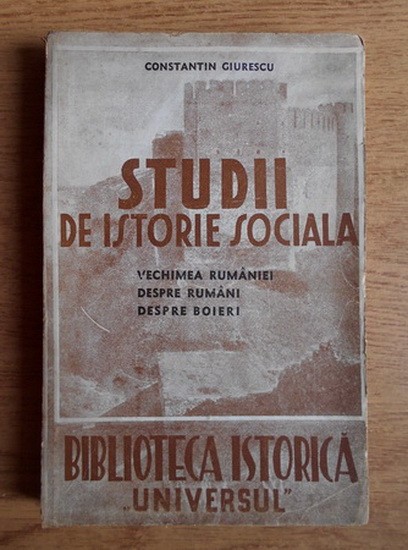 CONSTANTIN GIURESCU
STUDII
DE ISTORIE SOCIALA
VECHIMEA RUMÂNIEI
DESPRE RUMÂNI
DESPRE BOIERI
BIBLIOTECA ISTORICĂ
„UNIVERSUL”